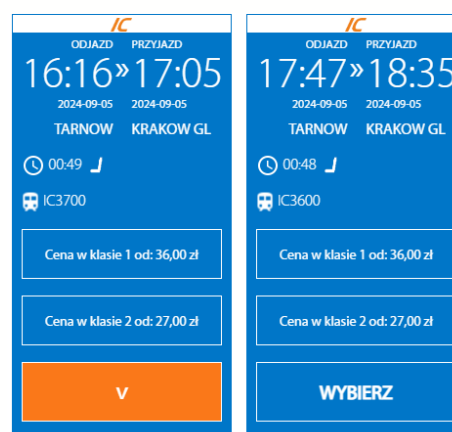 IC
ODJAZD PRZYJAZD
16:16»17:05
2024-09-05 2024-09-05
TARNOW KRAKOW GL
00:49
IC3700
Cena w klasie 1 od: 36,00 zł
Cena w klasie 2 od: 27,00 zł
V
IC
ODJAZD PRZYJAZD
17:47»18:35
2024-09-05 2024-09-05
TARNOW KRAKOW GL
00:48
IC3600
Cena w klasie 1 od: 36,00 zł
Cena w klasie 2 od: 27,00 zł
WYBIERZ